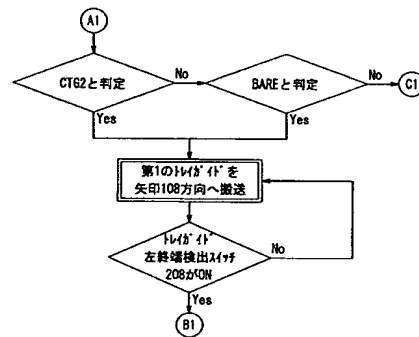 A1
CTG2と判定
No
BAREと判定
No
C1
Yes
Yes
第1のﾄﾚｲｶﾞｲﾄﾞを
矢印108方向へ搬送
ﾄﾚｲｶﾞｲﾄﾞ
左終端検出ｽｲｯﾁ
208がON
No
Yes
B1